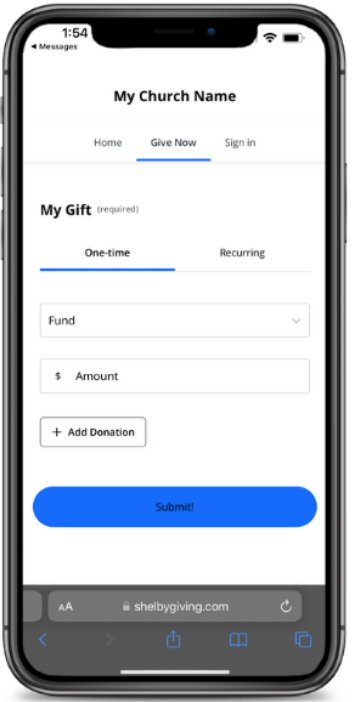 1:54
◀ Messages
My Church Name
Home Give Now Sign in
My Gift (required)
One-time Recurring
Fund
$ Amount
+ Add Donation
Submit!
AA shelbygiving.com